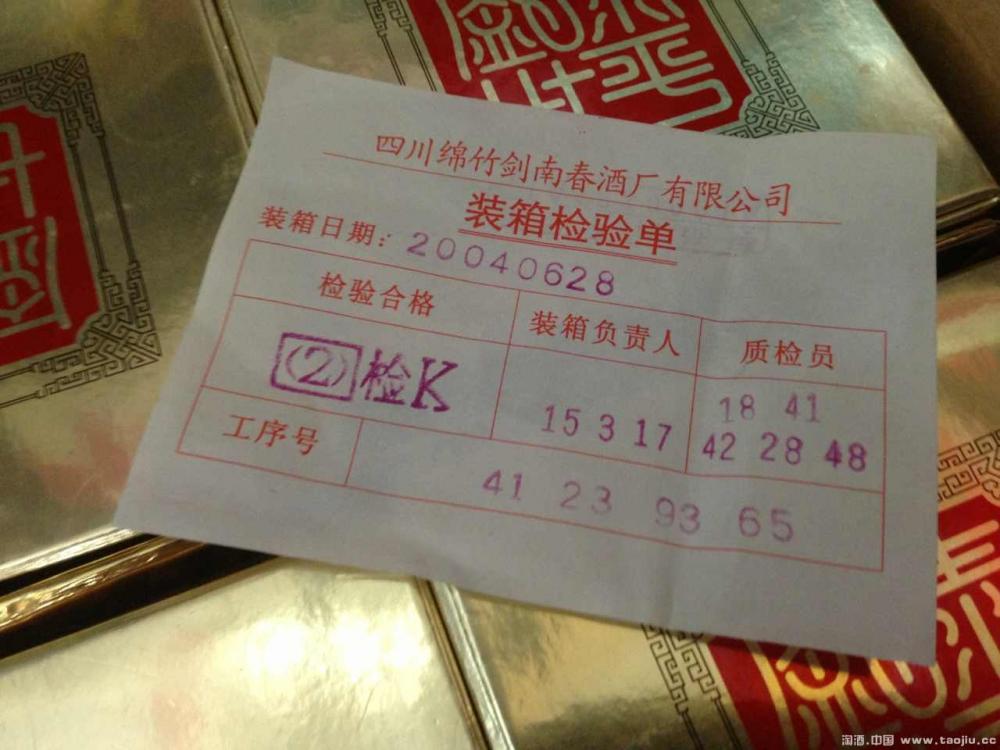 四川绵竹剑南春酒厂有限公司
装箱检验单
装箱日期：20040628
检验合格 装箱负责人 质检员
(2)检K 15 3 17 18 41
42 28 48
工序号 41 23 93 65
淘酒.中国 www.taojiu.cc